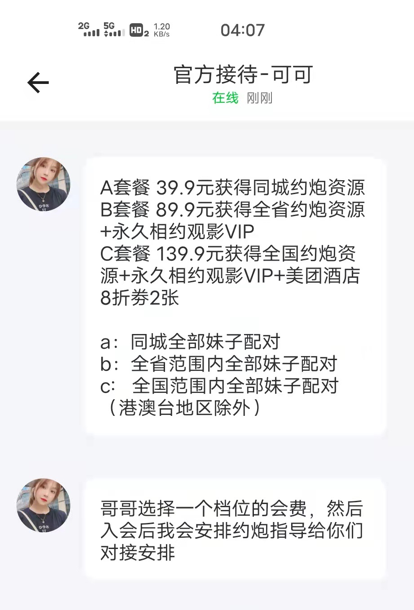 2G 5G HD2 1.20 KB/s 04:07
官方接待-可可
在线 刚刚
A套餐 39.9元获得同城约炮资源
B套餐 89.9元获得全省约炮资源
+永久相约观影VIP
C套餐 139.9元获得全国约炮资
源+永久相约观影VIP+美团酒店
8折券2张
a：同城全部妹子配对
b：全省范围内全部妹子配对
c: 全国范围内全部妹子配对
（港澳台地区除外）
哥哥选择一个档位的会费，然后
入会后我会安排约炮指导给你们
对接安排